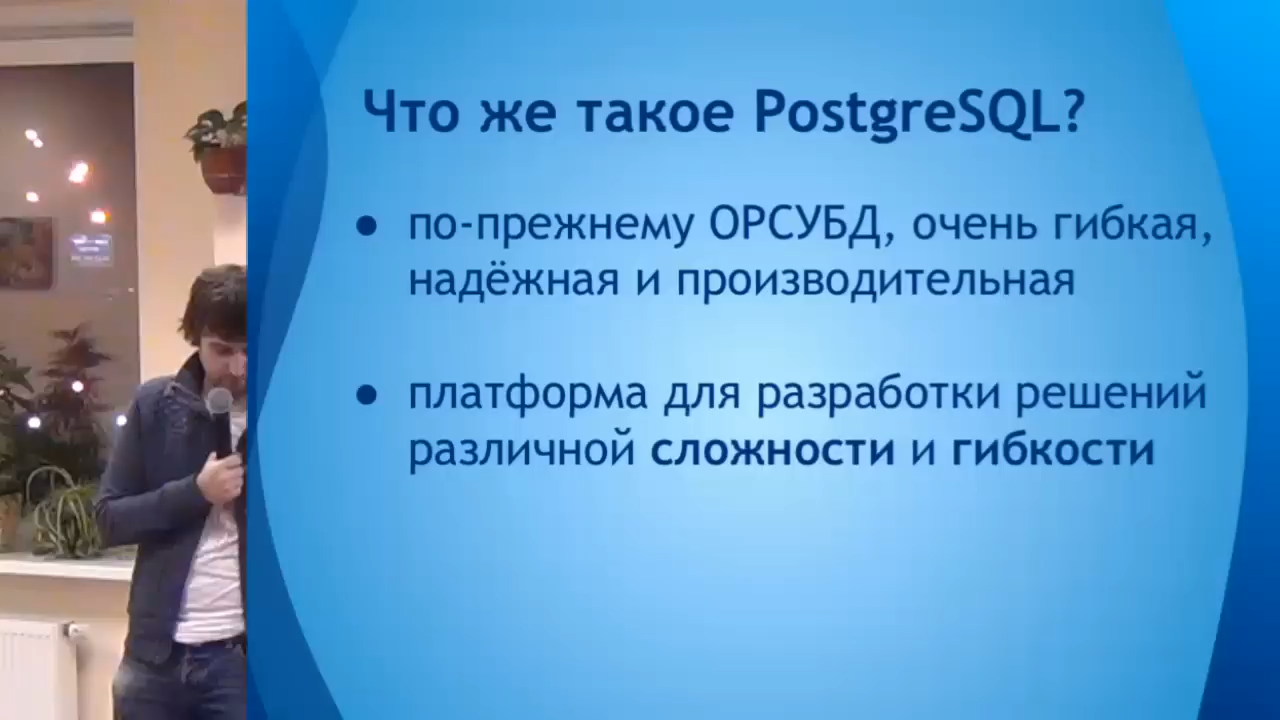 Что же такое PostgreSQL?
● по-прежнему ОРСУБД, очень гибкая,
надёжная и производительная
● платформа для разработки решений
различной сложности и гибкости